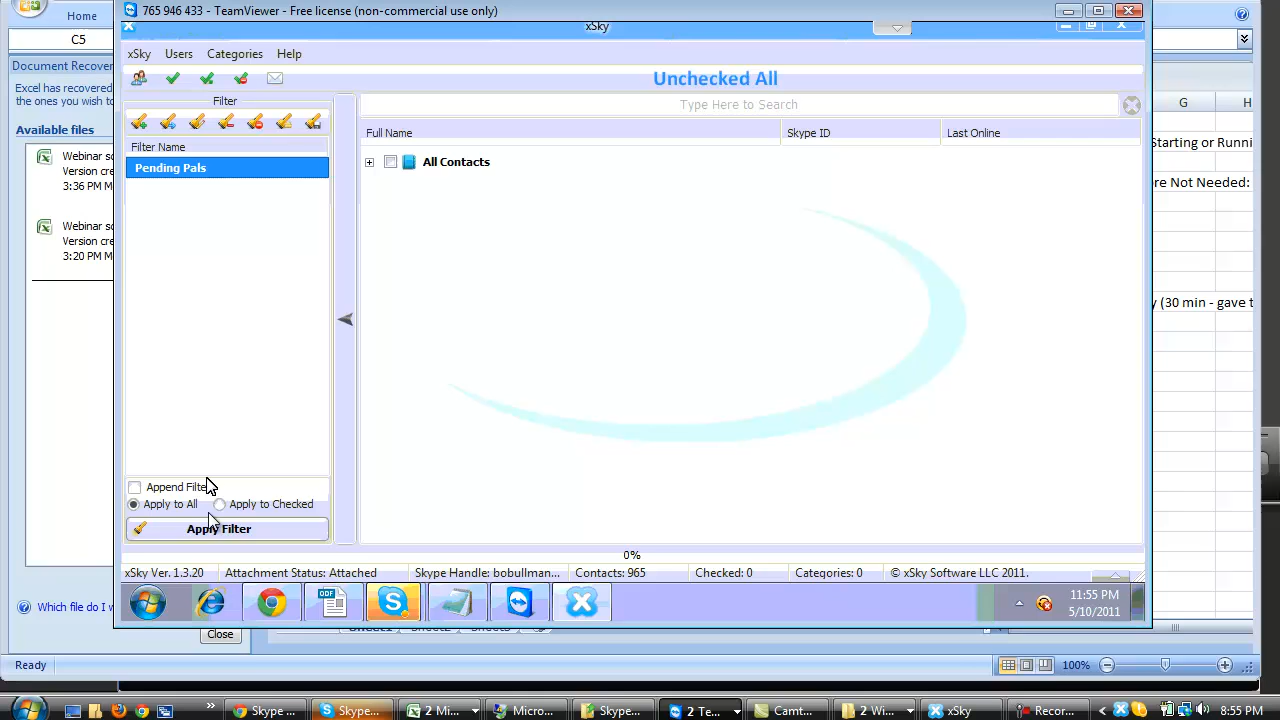 Home
765 946 433 - TeamViewer - Free license (non-commercial use only)
xSky
C5
xSky Users Categories Help
Document Recover
Excel has recovered
the ones you wish to
Unchecked All
Filter
Type Here to Search
G H
Available files
Filter Name
Full Name Skype ID Last Online
Starting or Runni
Webinar sc
Version cre
3:36 PM M
Pending Pals
All Contacts
re Not Needed:
Webinar sc
Version cre
3:20 PM M
(30 min - gave t
Append Filte
Apply to All Apply to Checked
Apply Filter
0%
xSky Ver. 1.3.20 Attachment Status: Attached Skype Handle: bobullman... Contacts: 965 Checked: 0 Categories: 0 © xSky Software LLC 2011.
Which file do I w
ODF
11:55 PM
5/10/2011
Close
Ready
100%
Skype ... Skype... 2 Mi... Micro... Skype... 2 Te... Camt... 2 Wi... xSky Recor...
8:55 PM